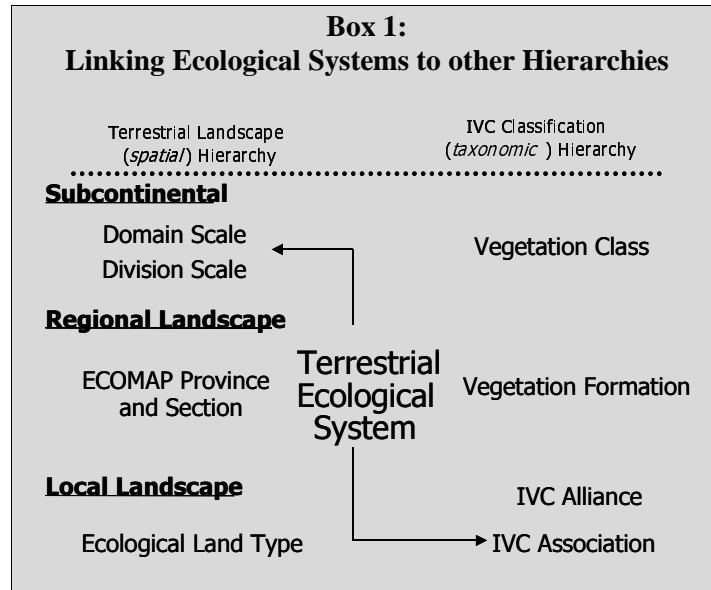 Box 1:
Linking Ecological Systems to other Hierarchies
Terrestrial Landscape
(spatial) Hierarchy
IVC Classification
(taxonomic ) Hierarchy
Subcontinental
Domain Scale
Division Scale
Vegetation Class
Regional Landscape
ECOMAP Province
and Section
Terrestrial
Ecological
System
Vegetation Formation
Local Landscape
IVC Alliance
Ecological Land Type
IVC Association